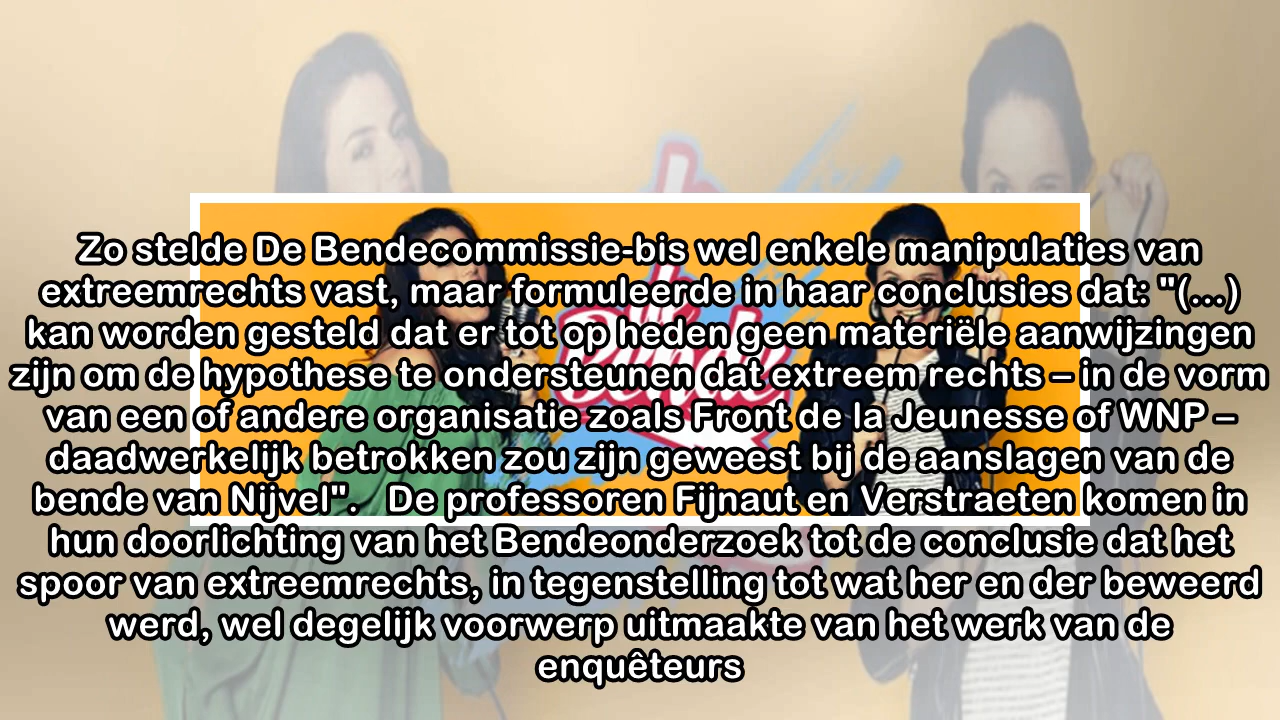 Zo stelde De Bendecommissie-bis wel enkele manipulaties van
extreemrechts vast, maar formuleerde in haar conclusies dat: "(...)
kan worden gesteld dat er tot op heden geen materiële aanwijzingen
zijn om de hypothese te ondersteunen dat extreem rechts – in de vorm
van een of andere organisatie zoals Front de la Jeunesse of WNP –
daadwerkelijk betrokken zou zijn geweest bij de aanslagen van de
bende van Nijvel".   De professoren Fijnaut en Verstraeten komen in
hun doorlichting van het Bendeonderzoek tot de conclusie dat het
spoor van extreemrechts, in tegenstelling tot wat her en der beweerd
werd, wel degelijk voorwerp uitmaakte van het werk van de
enquêteurs